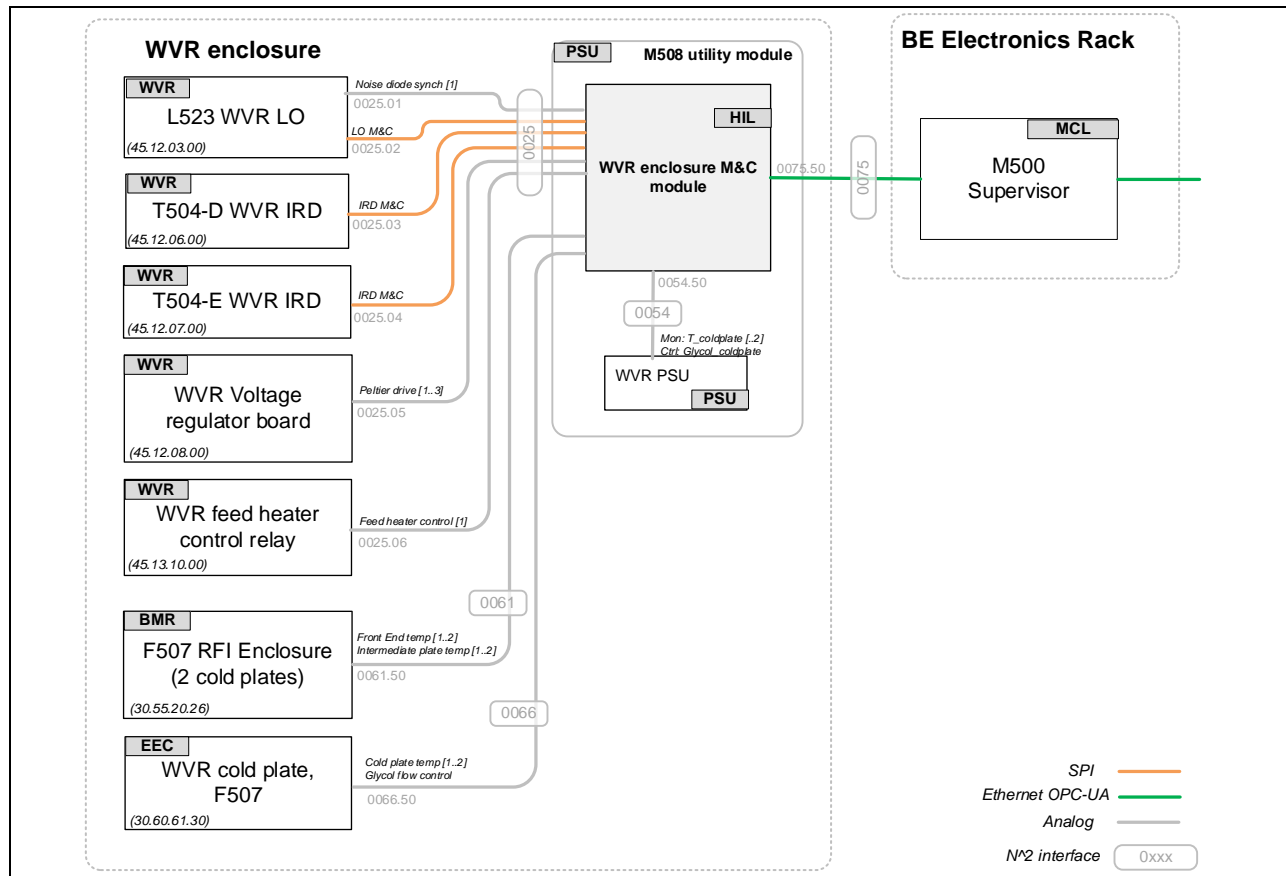 WVR enclosure
WVR
L523 WVR LO
(45.12.03.00)
Noise diode synch [1]
0025.01
LO M&C
0025.02
WVR
T504-D WVR IRD
(45.12.06.00)
IRD M&C
0025.03
WVR
T504-E WVR IRD
(45.12.07.00)
IRD M&C
0025.04
WVR
WVR Voltage
regulator board
(45.12.08.00)
Peltier drive [1..3]
0025.05
WVR
WVR feed heater
control relay
(45.13.10.00)
Feed heater control [1]
0025.06
BMR
F507 RFI Enclosure
(2 cold plates)
(30.55.20.26)
Front End temp [1..2]
Intermediate plate temp [1..2]
0061.50
EEC
WVR cold plate,
F507
(30.60.61.30)
Cold plate temp [1..2]
Glycol flow control
0066.50
0025
0061
0066
PSU
M508 utility module
HIL
WVR enclosure M&C
module
0054.50
0054
Mon: T_coldplate [..2]
Ctrl: Glycol_coldplate
WVR PSU
PSU
0075.50
0075
BE Electronics Rack
MCL
M500
Supervisor
SPI
Ethernet OPC-UA
Analog
N^2 interface
0xxx